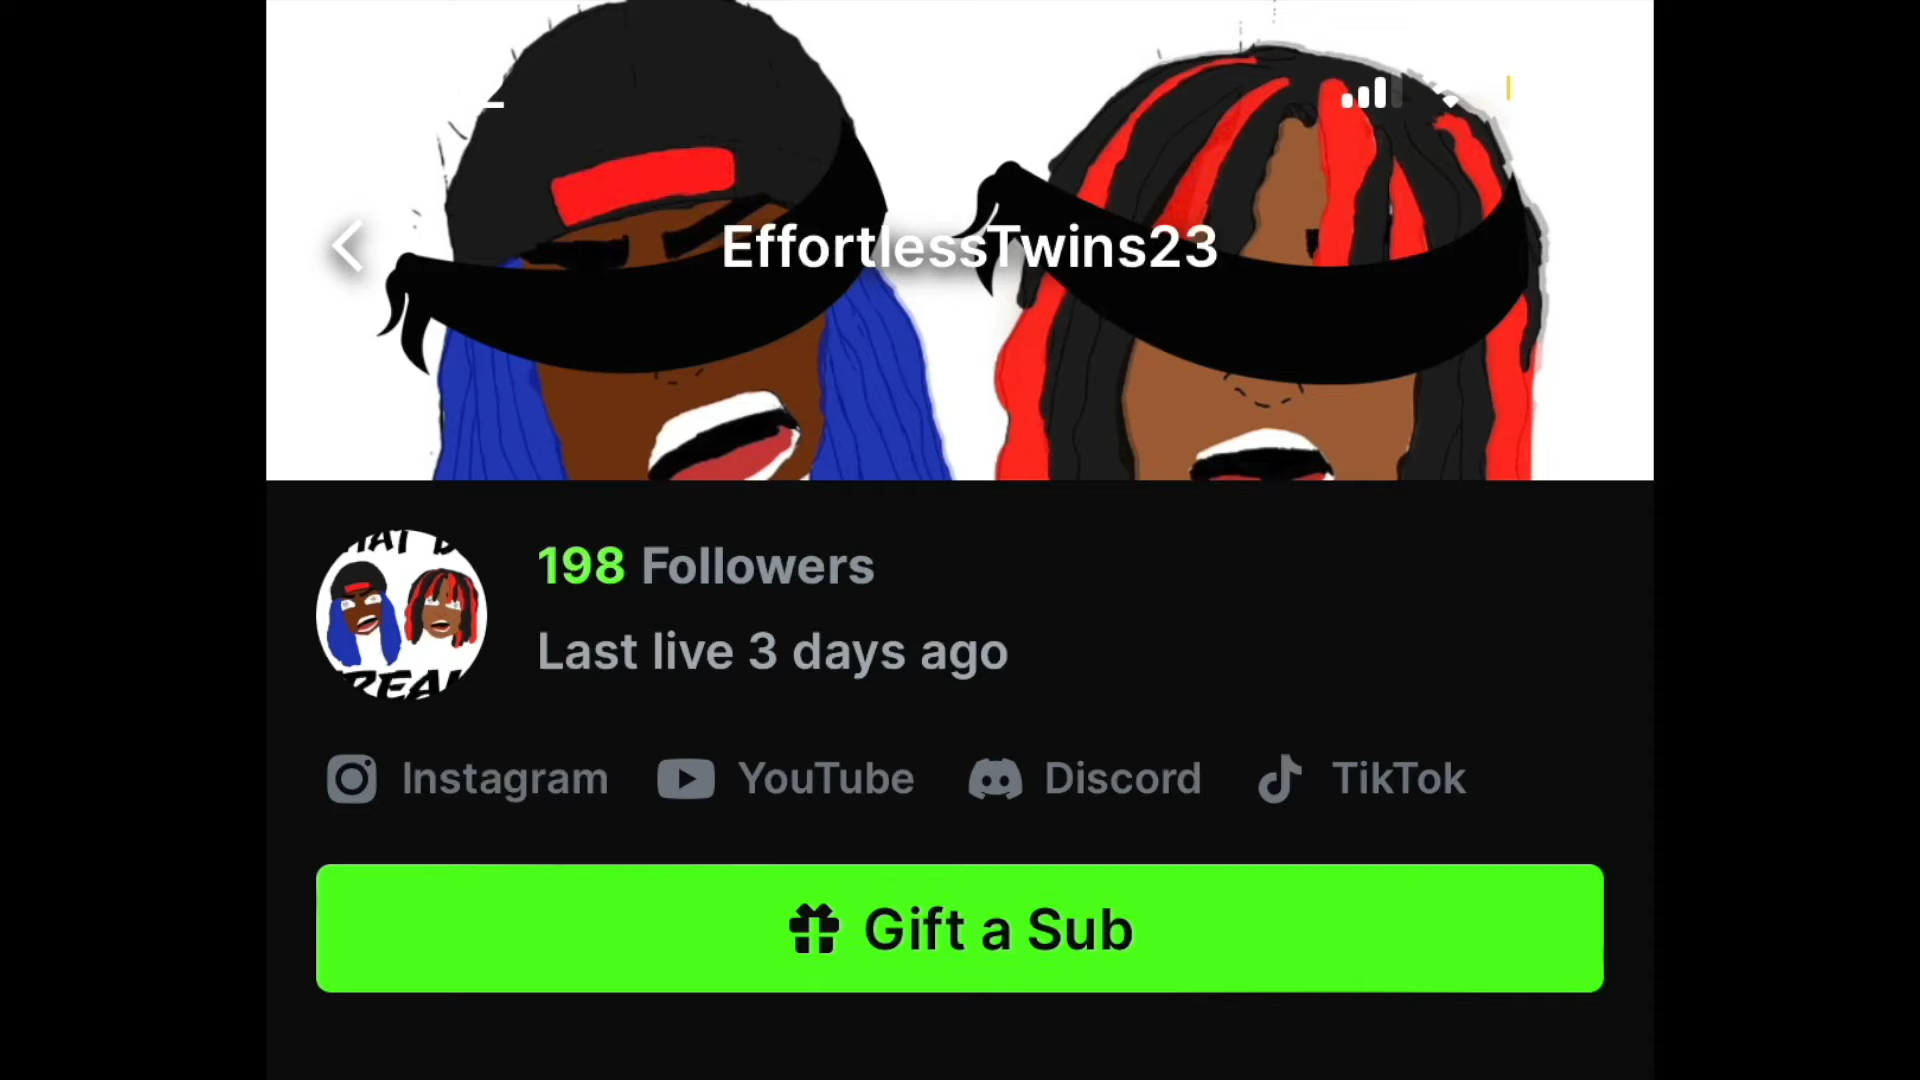 EffortlessTwins23
198 Followers
Last live 3 days ago
Instagram YouTube Discord TikTok
Gift a Sub